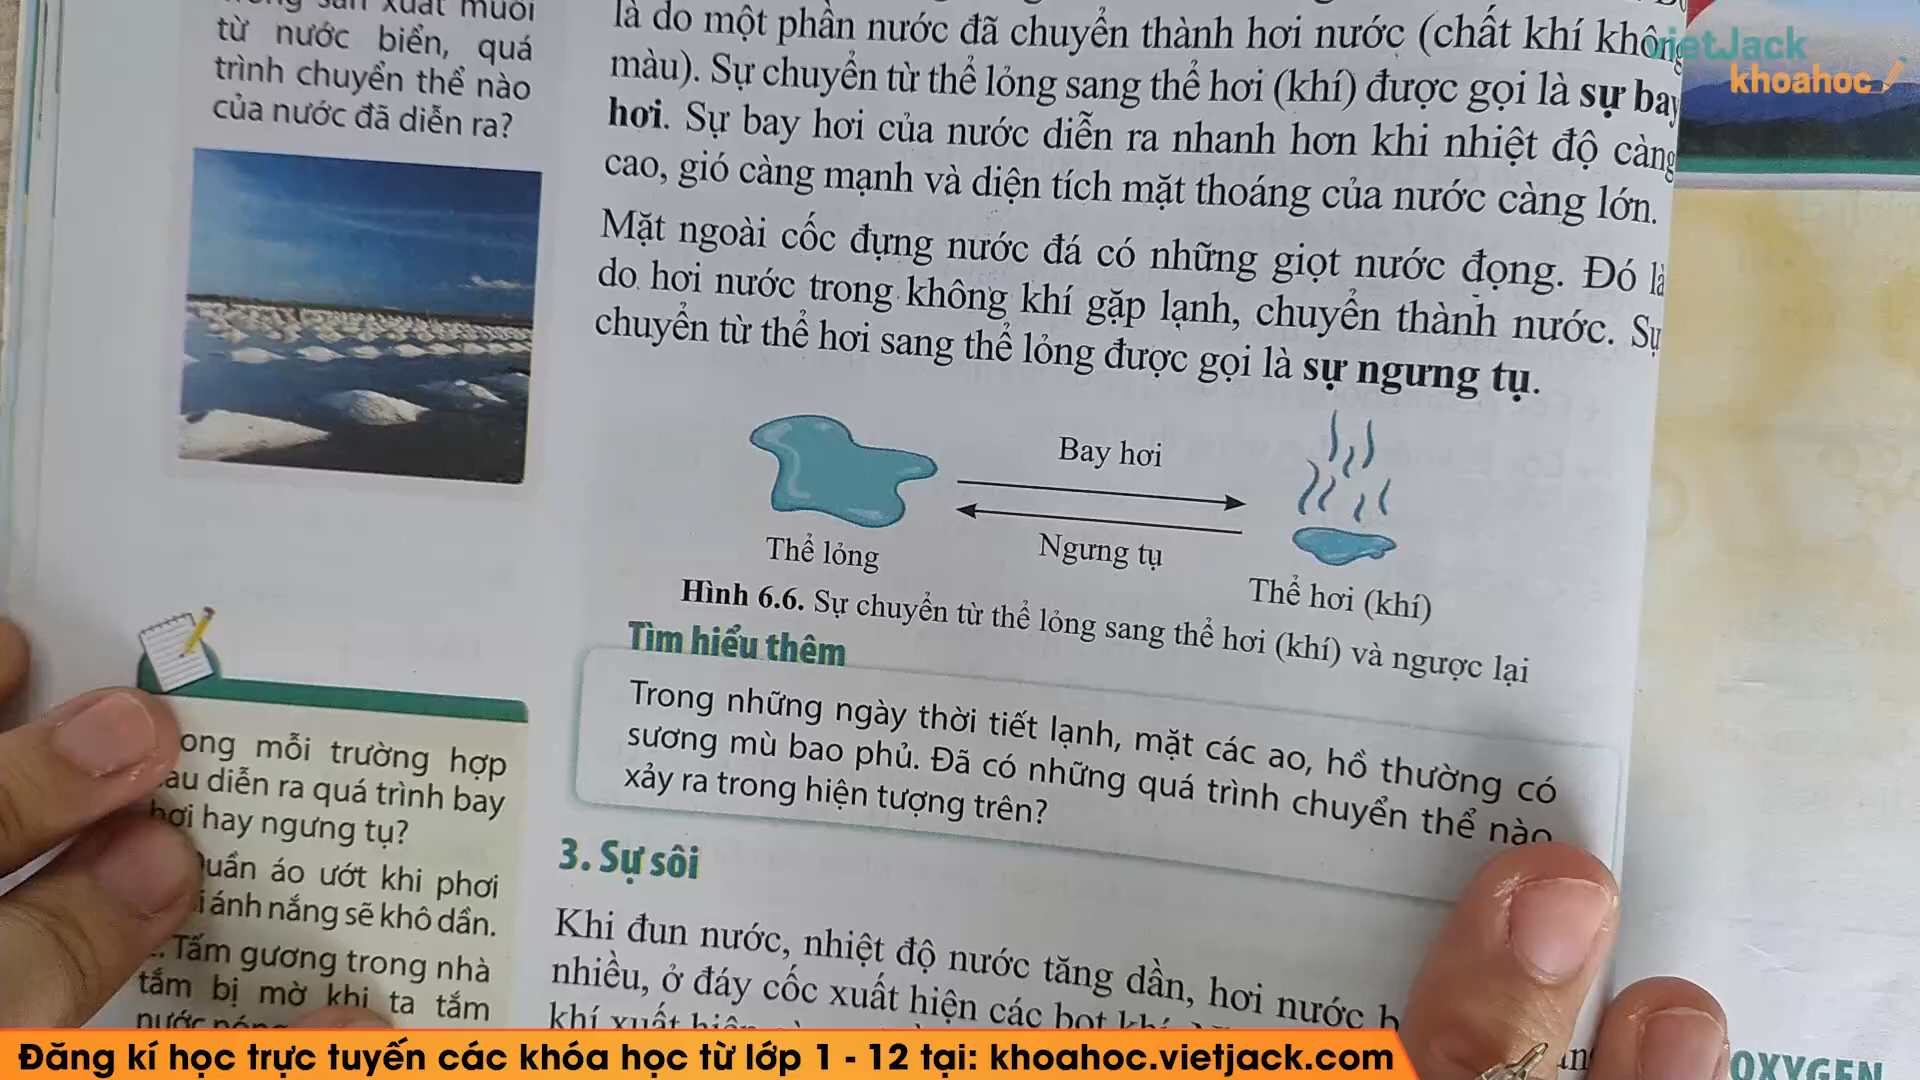 xuất muối
từ nước biển, quá
trình chuyển thể nào
của nước đã diễn ra?
là do một phần nước đã chuyển thành hơi nước (chất khí không
màu). Sự chuyển từ thể lỏng sang thể hơi (khí) được gọi là sự bay
hơi. Sự bay hơi của nước diễn ra nhanh hơn khi nhiệt độ càng
cao, gió càng mạnh và diện tích mặt thoáng của nước càng lớn.
Mặt ngoài cốc đựng nước đá có những giọt nước đọng. Đó là
do hơi nước trong không khí gặp lạnh, chuyển thành nước. Sự
chuyển từ thể hơi sang thể lỏng được gọi là sự ngưng tụ.
Bay hơi
Ngưng tụ
Thể lỏng
Thể hơi (khí)
Hình 6.6. Sự chuyển từ thể lỏng sang thể hơi (khí) và ngược lại
Tìm hiểu thêm
Trong những ngày thời tiết lạnh, mặt các ao, hồ thường có
sương mù bao phủ. Đã có những quá trình chuyển thể nào
xảy ra trong hiện tượng trên?
3. Sự sôi
Khi đun nước, nhiệt độ nước tăng dần, hơi nước
nhiều, ở đáy cốc xuất hiện các bọt
khí xuất
mỗi trường hợp
diễn ra quá trình bay
hơi hay ngưng tụ?
áo ướt khi phơi
ánh nắng sẽ khô dần.
Tấm gương trong nhà
tắm bị mờ khi ta tắm
vietJack
khoahoc
Đăng kí học trực tuyến các khóa học từ lớp 1 - 12 tại: khoahoc.vietjack.com
OXYGEN